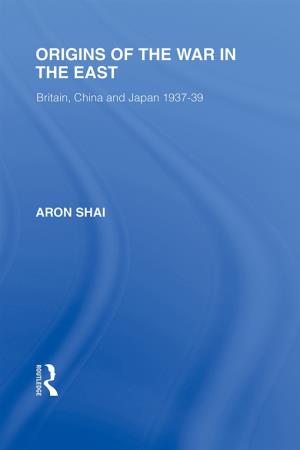 ORIGINS OF THE WAR IN
THE EAST
Britain, China and Japan 1937-39
ARON SHAI
ROUTLEDGE